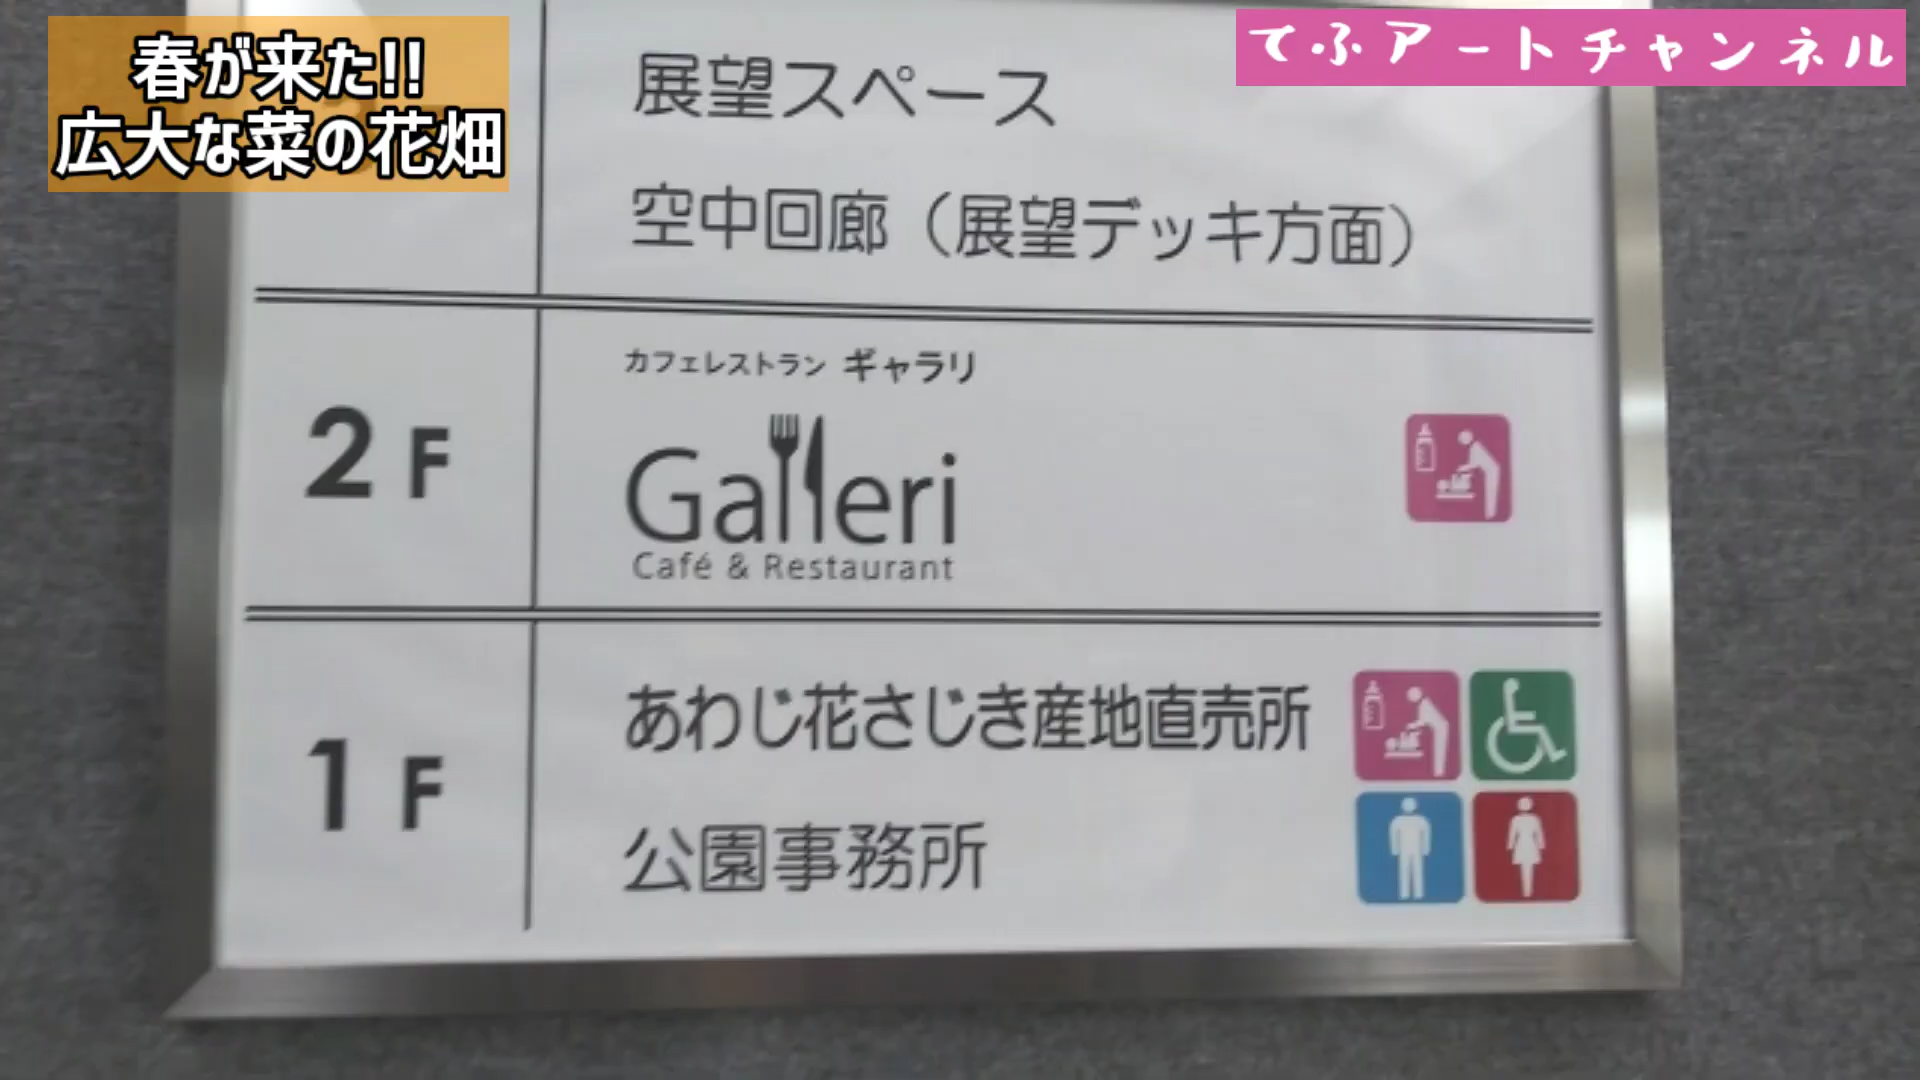 春が来た!!
広大な菜の花畑
てふアートチャンネル
展望スペース
空中回廊（展望デッキ方面）
2F
カフェレストラン ギャラリ
Galleri
Café & Restaurant
1F
あわじ花さじき産地直売所
公園事務所